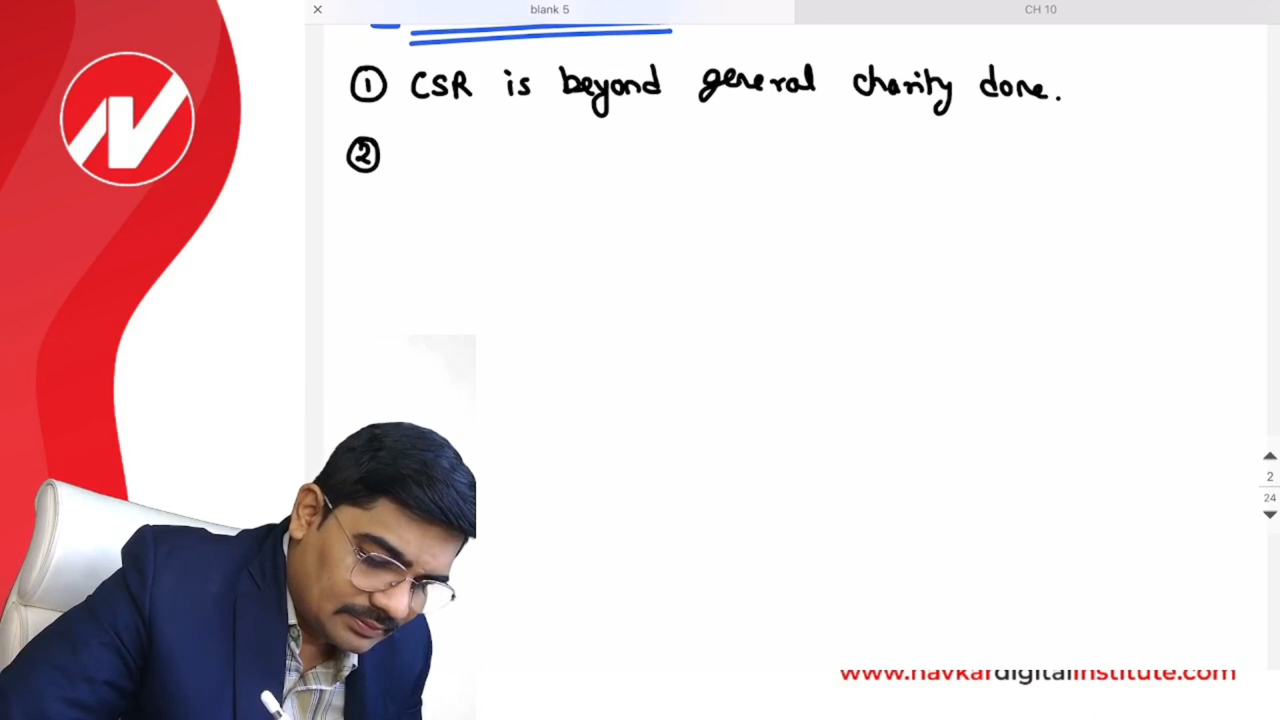 × blank 5 CH 10
① CSR is beyond general charity done.
②
2
24
www.navkardigitalinstitute.com